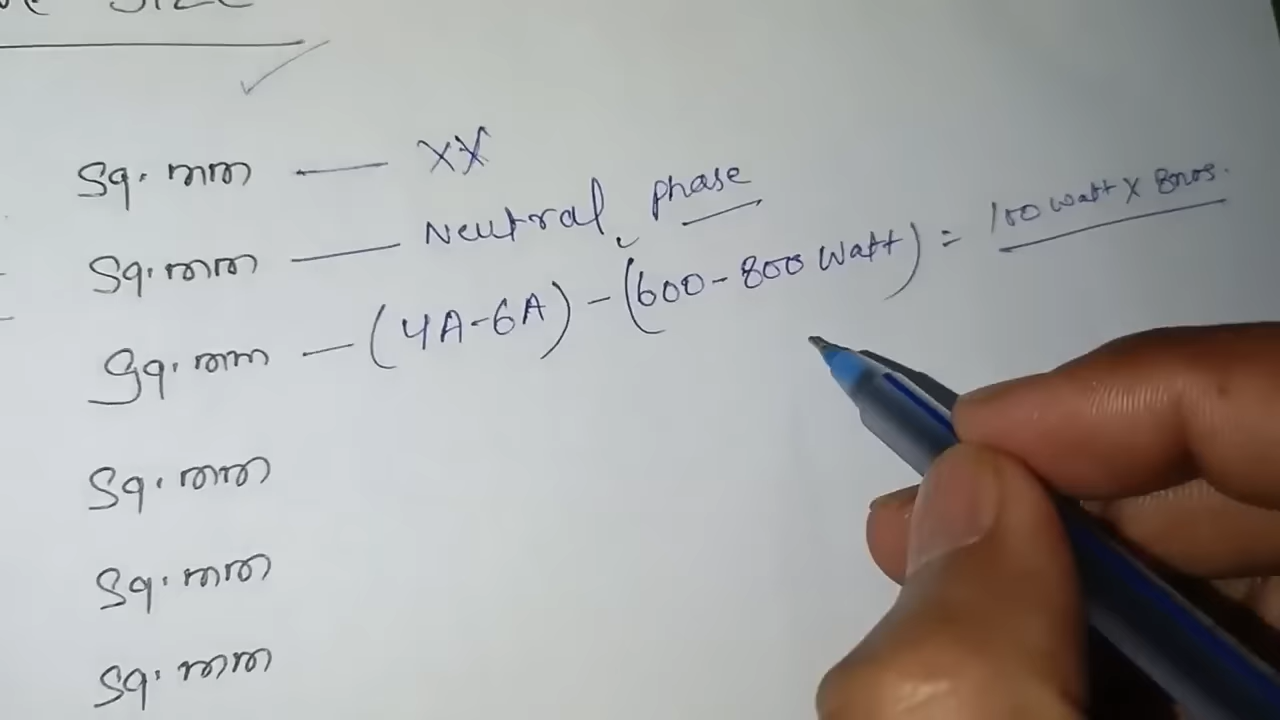 SIZE
Sq. mm — XX
Sq. mm — Neutral, phase
Sq. mm — (4A-6A) - (600-800 Watt) = 100 watt X 8nos.
Sq. mm
Sq. mm
Sq. mm